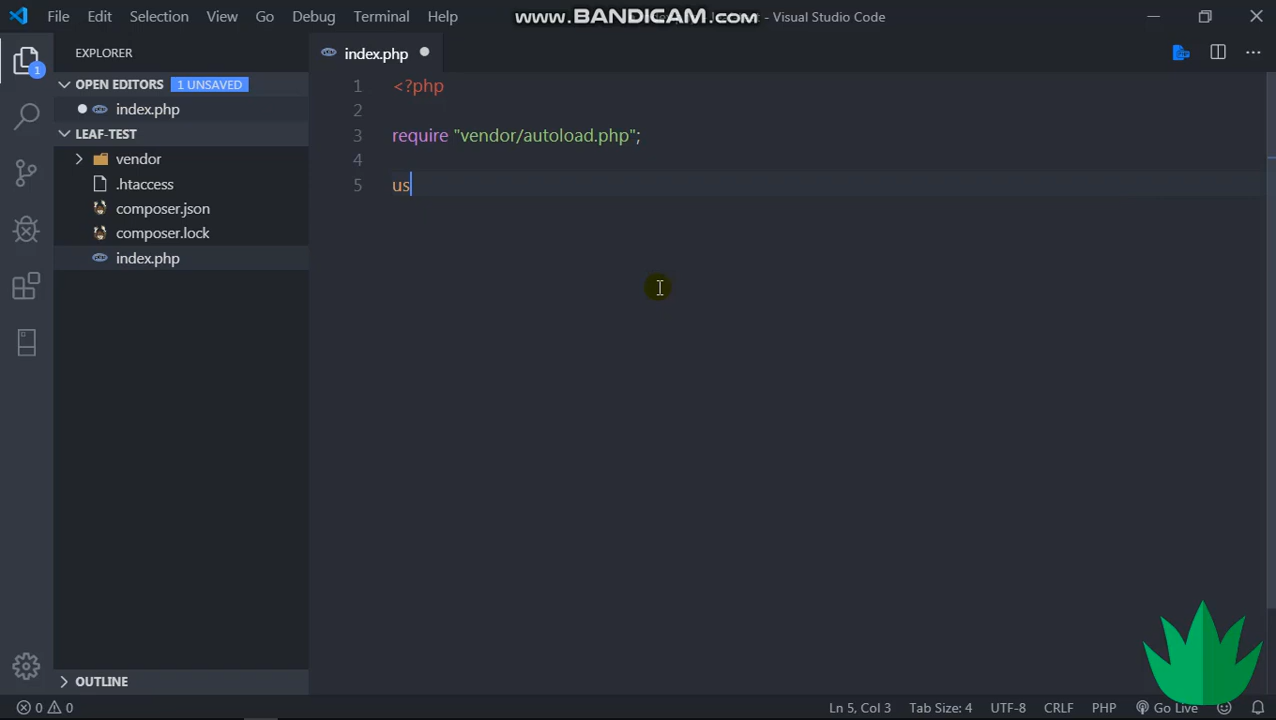 File Edit Selection View Go Debug Terminal Help www.BANDICAM.com - Visual Studio Code
EXPLORER
index.php
OPEN EDITORS 1 UNSAVED
index.php
LEAF-TEST
vendor
.htaccess
composer.json
composer.lock
index.php
OUTLINE
1
1 <?php
2
3 require "vendor/autoload.php";
4
5 us
0 0 Ln 5, Col 3 Tab Size: 4 UTF-8 CRLF PHP Go Live